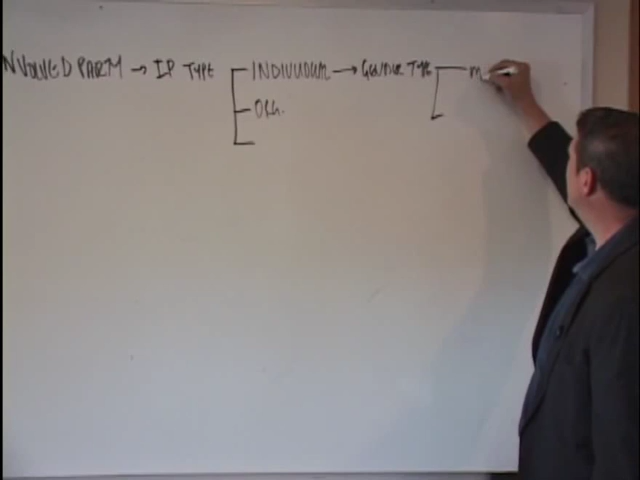 NVOLVED PARTY → IP TYPE INDIVIDUAL → GENDER TYPE M
ORG.